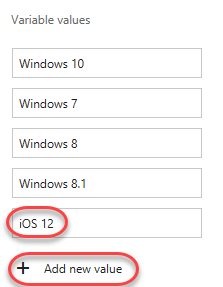 Variable values
Windows 10
Windows 7
Windows 8
Windows 8.1
iOS 12
+ Add new value